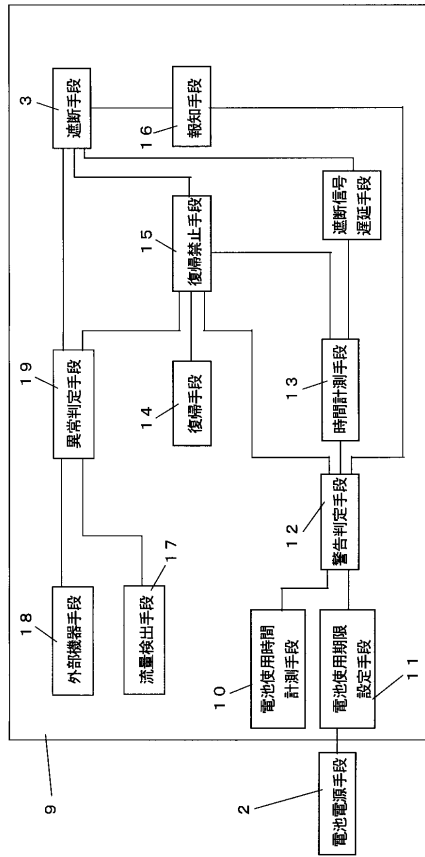 9
18
外部機器手段
17
流量検出手段
19
異常判定手段
14
復帰手段
15
復帰禁止手段
3
遮断手段
16
報知手段
遮断信号
遅延手段
10
電池使用時間
計測手段
12
警告判定手段
13
時間計測手段
2
電池電源手段
電池使用期限
設定手段
11